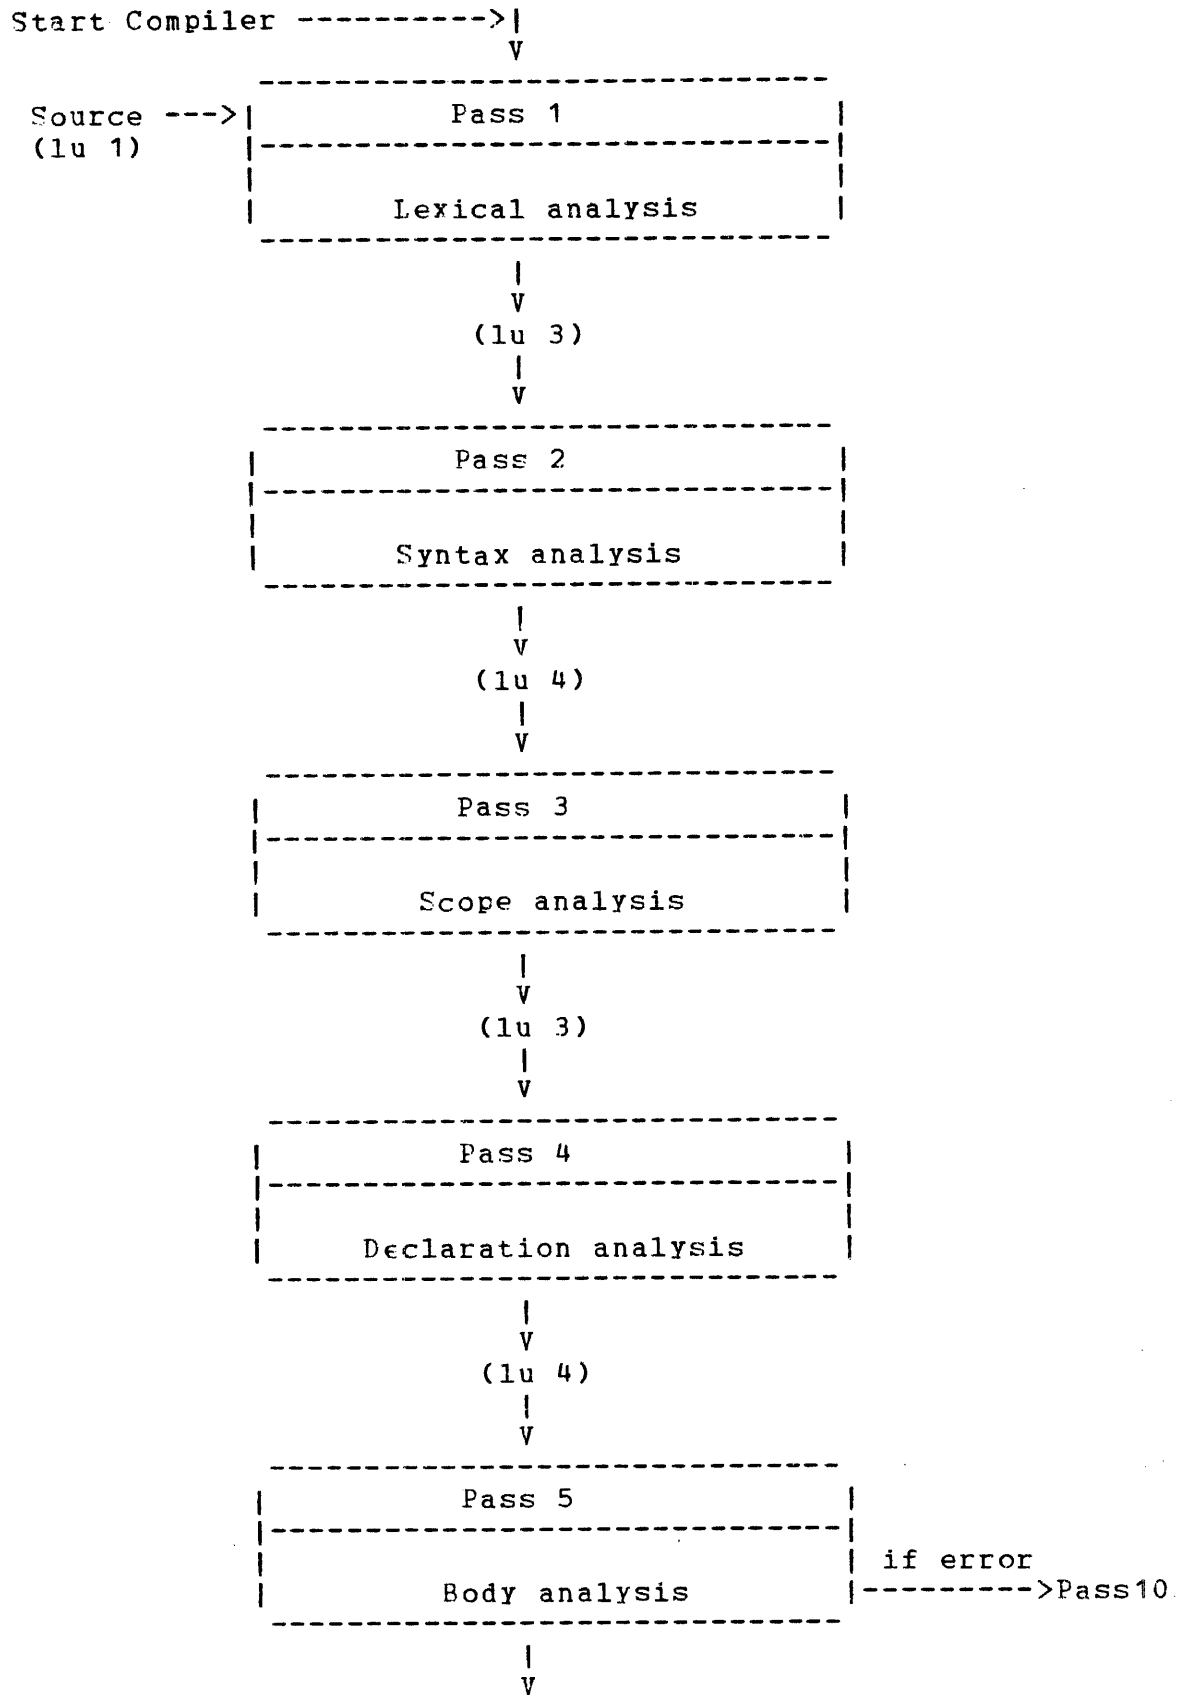 Start Compiler ---------->|
V
Source --->| Pass 1
(lu 1)
Lexical analysis
|
V
(lu 3)
|
V
Pass 2
Syntax analysis
|
V
(lu 4)
|
V
Pass 3
Scope analysis
|
V
(lu 3)
|
V
Pass 4
Declaration analysis
|
V
(lu 4)
|
V
Pass 5
if error
Body analysis |--------->Pass10
|
V